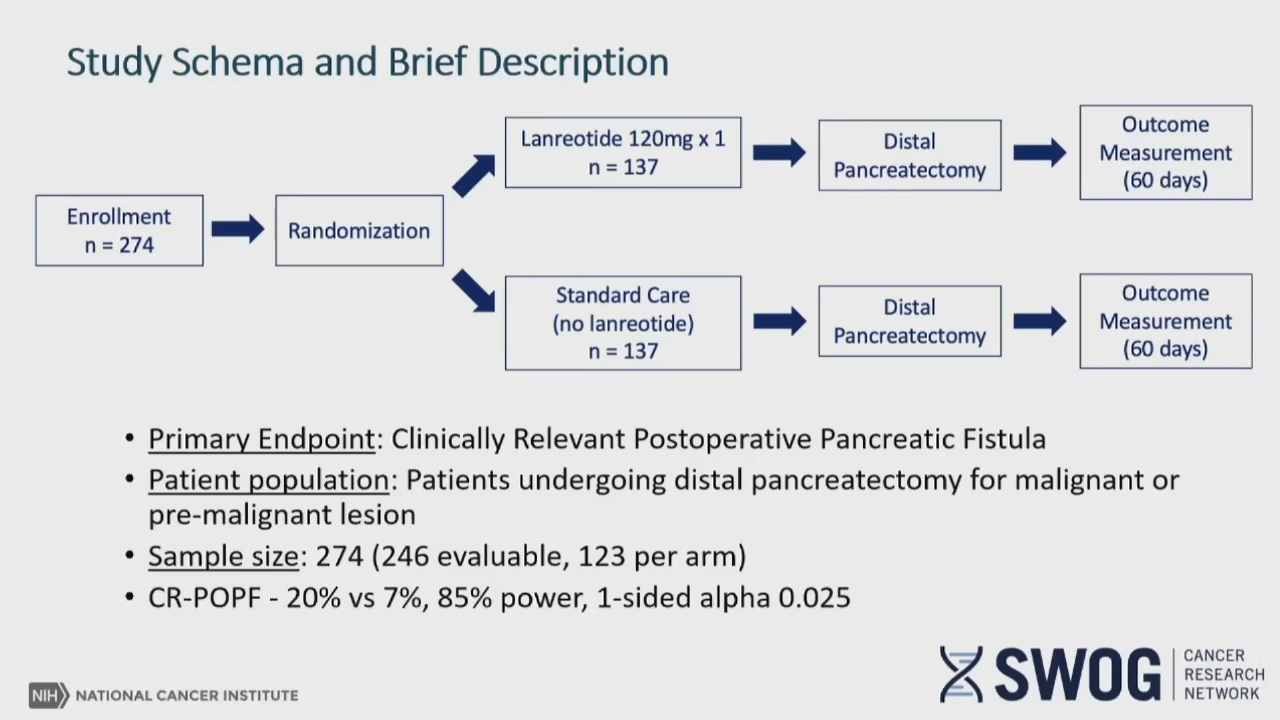 Study Schema and Brief Description
Enrollment
n = 274
Randomization
Lanreotide 120mg x 1
n = 137
Distal
Pancreatectomy
Outcome
Measurement
(60 days)
Standard Care
(no lanreotide)
n = 137
Distal
Pancreatectomy
Outcome
Measurement
(60 days)
• Primary Endpoint: Clinically Relevant Postoperative Pancreatic Fistula
• Patient population: Patients undergoing distal pancreatectomy for malignant or
pre-malignant lesion
• Sample size: 274 (246 evaluable, 123 per arm)
• CR-POPF - 20% vs 7%, 85% power, 1-sided alpha 0.025
NIH NATIONAL CANCER INSTITUTE
SWOG
CANCER
RESEARCH
NETWORK